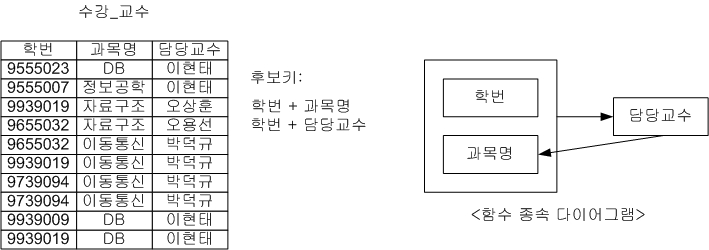 수강_교수
학번 과목명 담당교수
9555023 DB 이현태
9555007 정보공학 이현태
9939019 자료구조 오상훈
9655032 자료구조 오용선
9655032 이동통신 박덕규
9939019 이동통신 박덕규
9739094 이동통신 박덕규
9739094 이동통신 박덕규
9939009 DB 이현태
9939019 DB 이현태
후보키:
학번 + 과목명
학번 + 담당교수
학번
과목명
담당교수
<함수 종속 다이어그램>